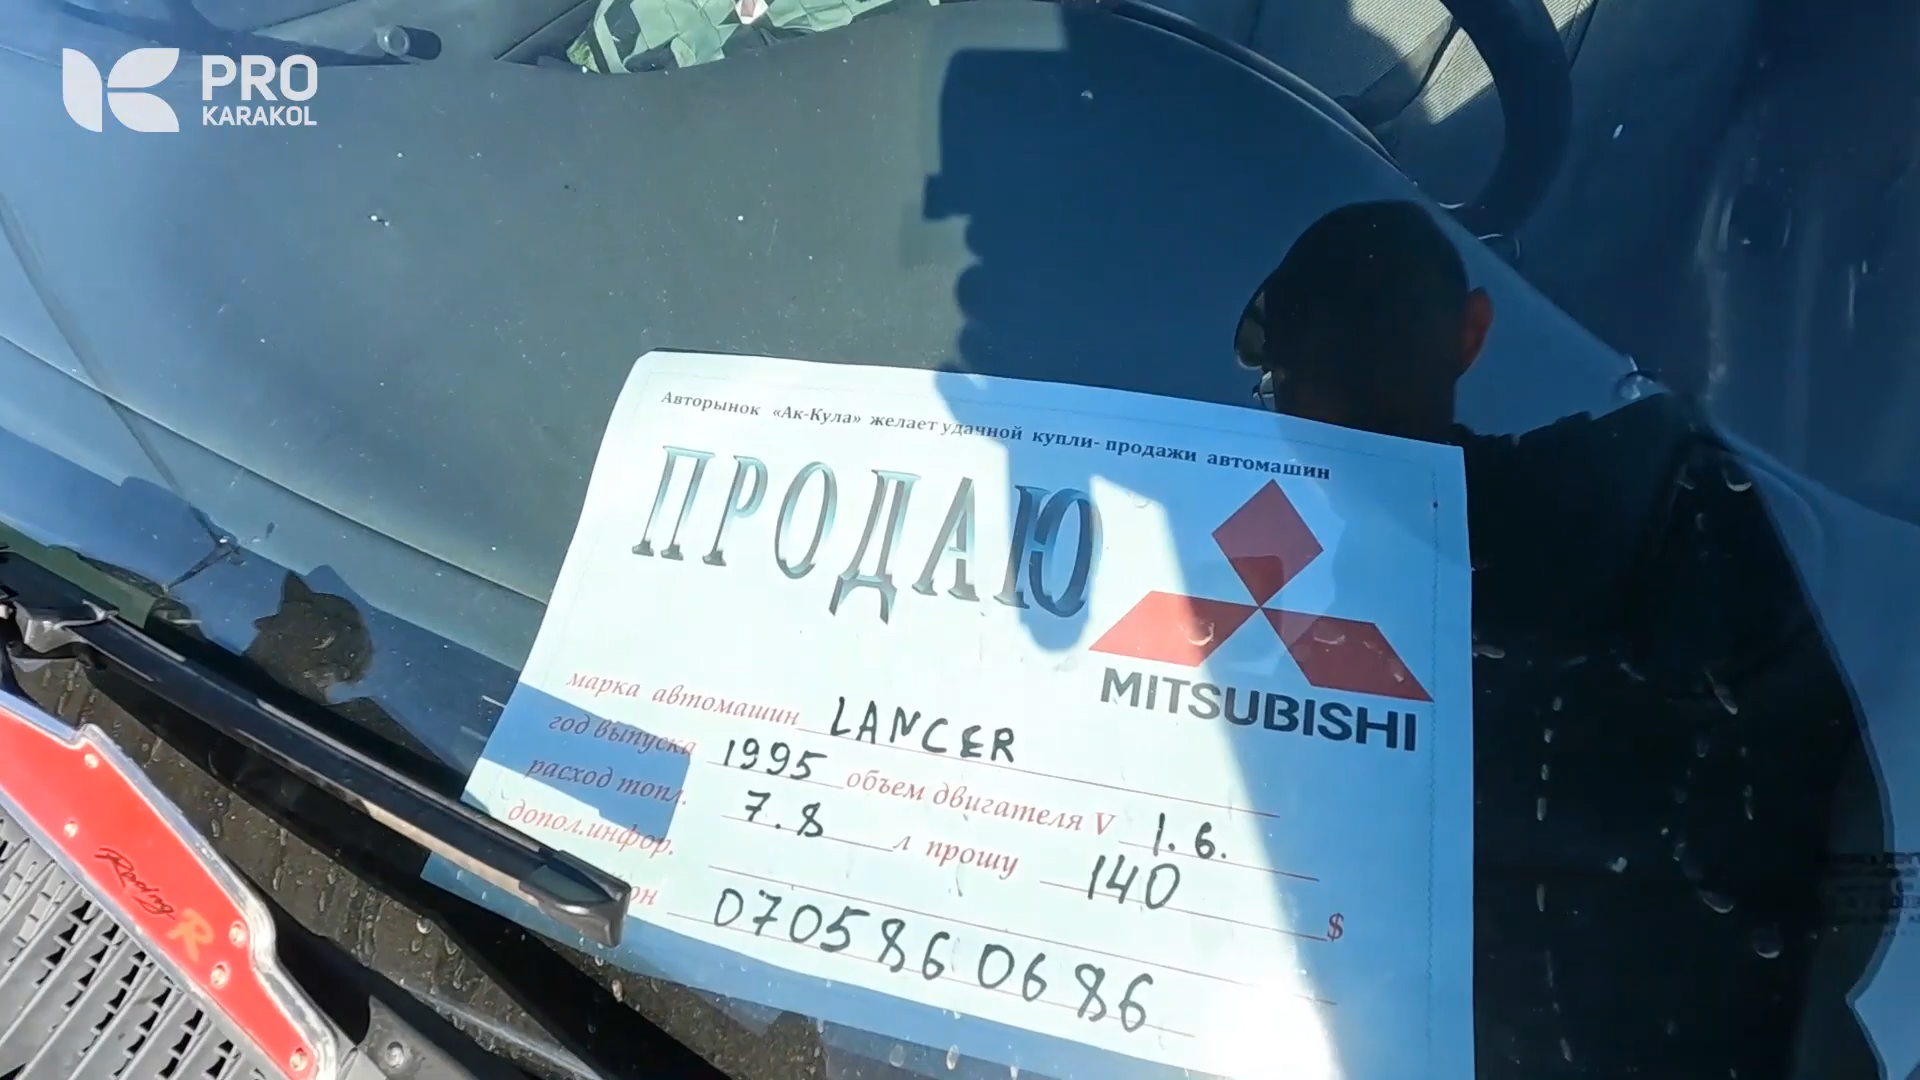 PRO
KARAKOL
Авторынок «Ак-Кула» желает удачной купли- продажи автомашин
ПРОДАЮ
MITSUBISHI
марка автомашин LANCER
год выпуска 1995 объем двигателя V 1.6.
расход топл. 7.8 л прошу 140 $
допол.инфор.
0705860686
Racing
R